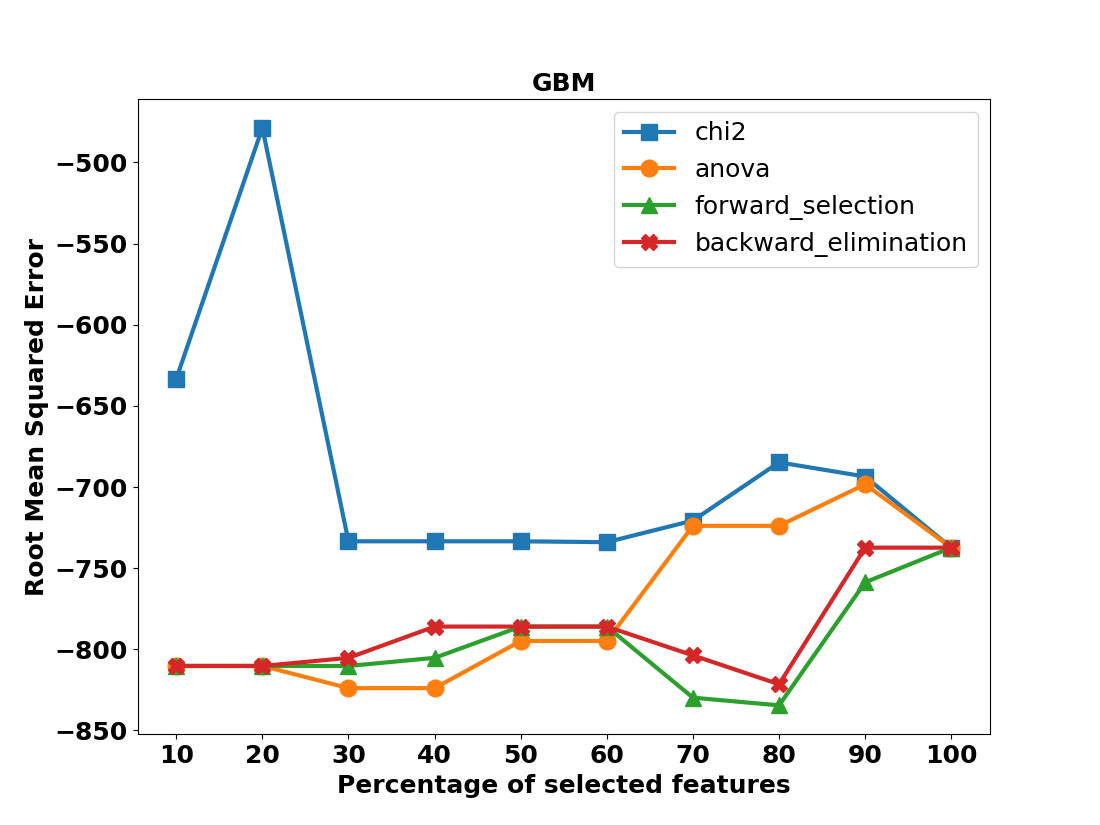 GBM
chi2
anova
forward_selection
backward_elimination
Root Mean Squared Error
−500
−550
−600
−650
−700
−750
−800
−850
10 20 30 40 50 60 70 80 90 100
Percentage of selected features